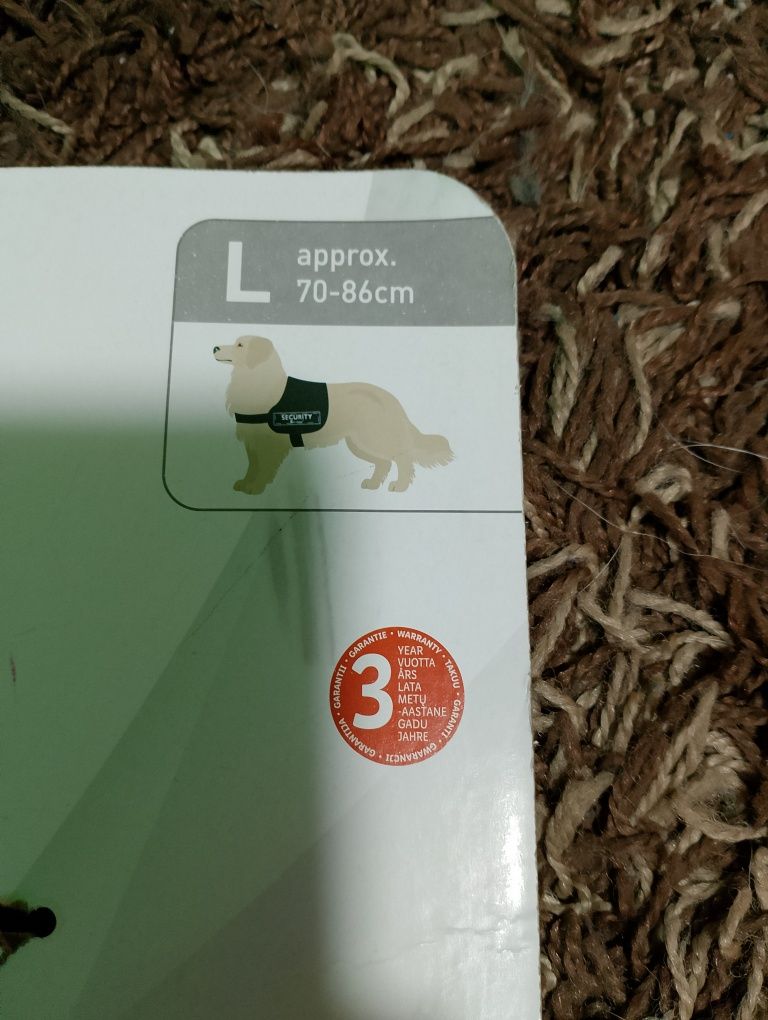 L
approx.
70-86cm
SECURITY
3
YEAR
VUOTTA
ÅRS
LATA
METŲ
-AASTANE
GADU
JAHRE
GARANTIE • WARRANTY • TAKUU • GARANTI • GWARANCJI • GARANTIJA • GARANTII •